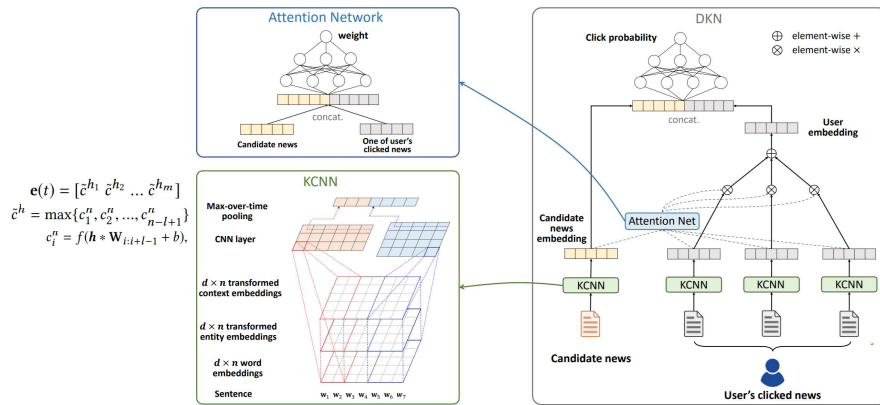 Attention Network
weight
concat.
Candidate news
One of user's
clicked news
e(t) = [c̃^{h_1} c̃^{h_2} ... c̃^{h_m}]
c̃^h = max{c_1^n, c_2^n, ..., c_{n-l+1}^n}
c_i^n = f(h * W_{i:i+l-1} + b),
KCNN
Max-over-time
pooling
CNN layer
d × n transformed
context embeddings
d × n transformed
entity embeddings
d × n word
embeddings
Sentence w₁ w₂ w₃ w₄ w₅ w₆ w₇
DKN
Click probability
⊕ element-wise +
⊗ element-wise ×
concat.
User
embedding
Attention Net
Candidate
news
embedding
KCNN KCNN KCNN KCNN
Candidate news
User's clicked news